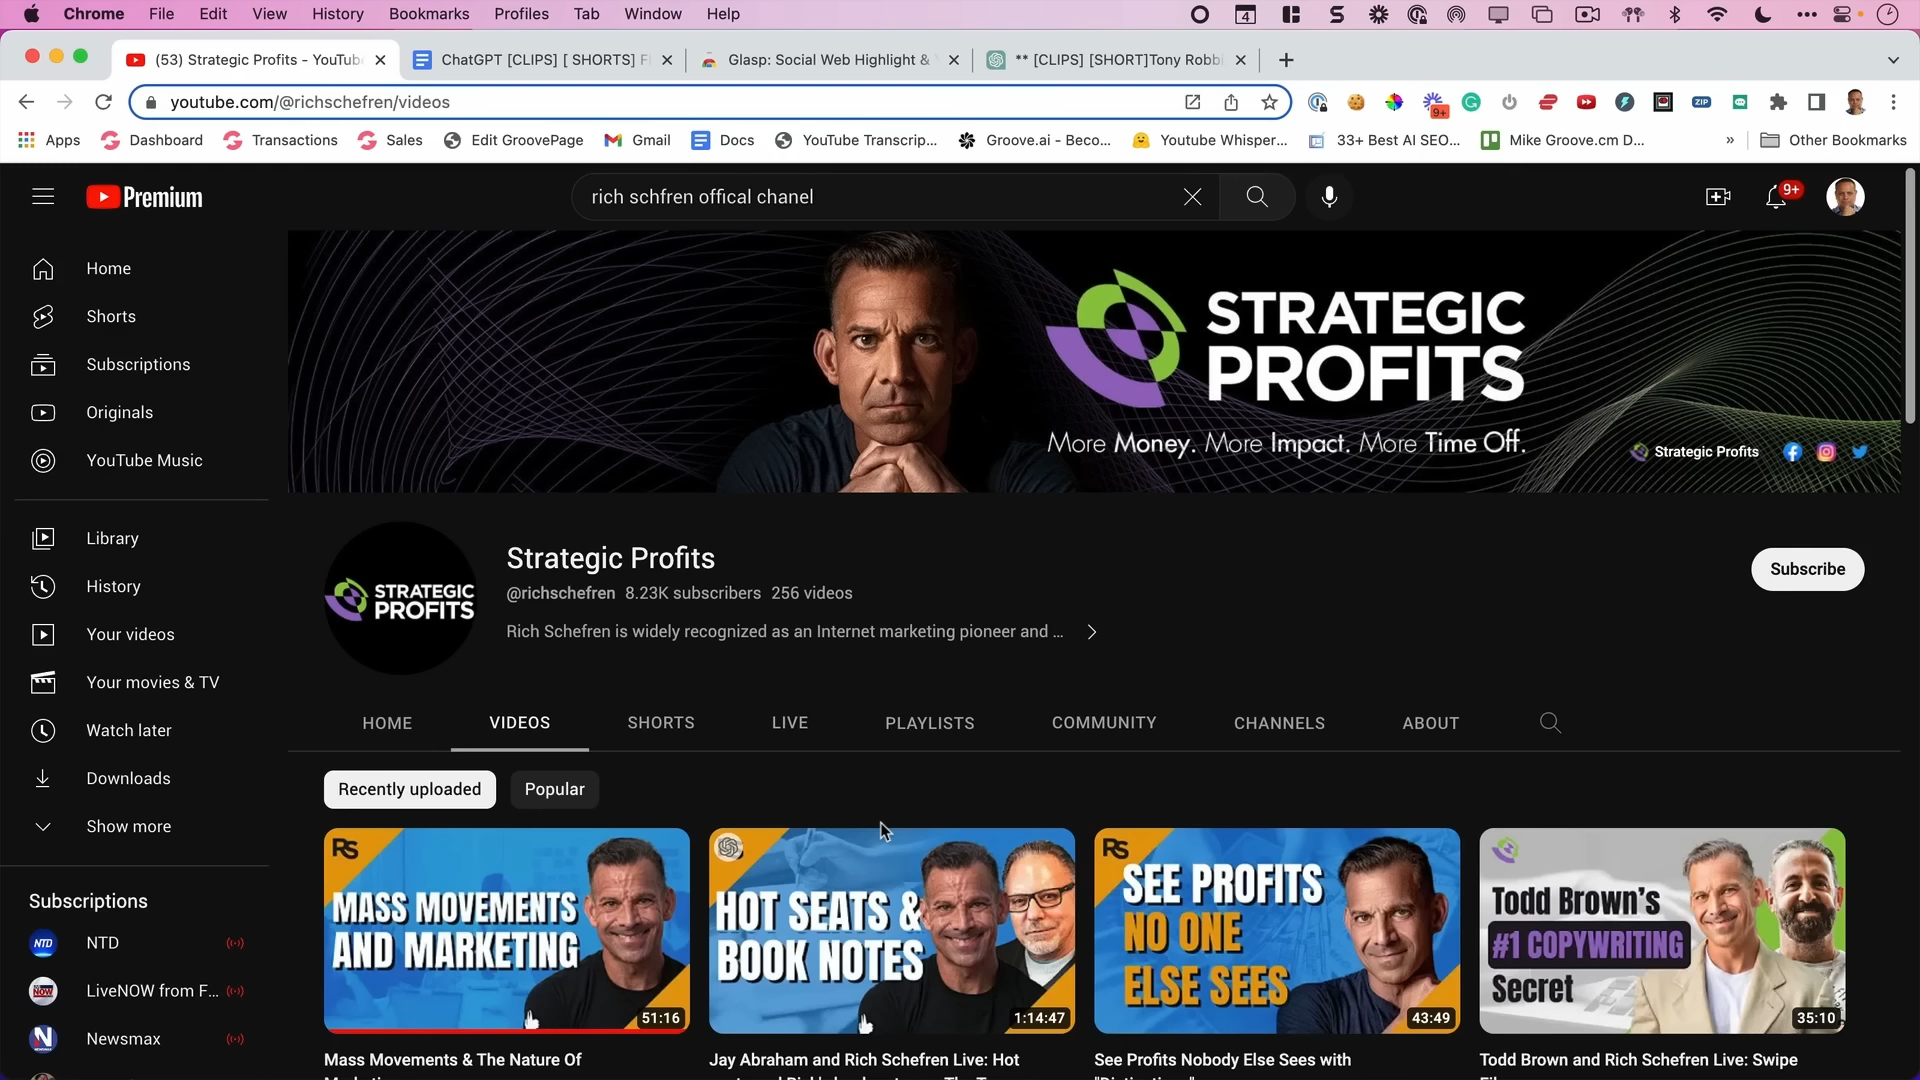 Chrome File Edit View History Bookmarks Profiles Tab Window Help
4
(53) Strategic Profits - YouTub
ChatGPT [CLIPS] [ SHORTS] F
Glasp: Social Web Highlight &
** [CLIPS] [SHORT]Tony Robbi
youtube.com/@richschefren/videos
9+
ZIP
Apps Dashboard Transactions Sales Edit GroovePage Gmail Docs YouTube Transcrip... Groove.ai - Beco... Youtube Whisper... 33+ Best AI SEO... Mike Groove.cm D... » Other Bookmarks
Premium
rich schfren offical chanel
9+
Home
Shorts
Subscriptions
Originals
YouTube Music
Library
History
Your videos
Your movies & TV
Watch later
Downloads
Show more
Subscriptions
NTD NTD
LiveNOW from F...
Newsmax
STRATEGIC
PROFITS
More Money. More Impact. More Time Off.
Strategic Profits
STRATEGIC
PROFITS
Strategic Profits
@richschefren 8.23K subscribers 256 videos
Rich Schefren is widely recognized as an Internet marketing pioneer and ...
Subscribe
HOME VIDEOS SHORTS LIVE PLAYLISTS COMMUNITY CHANNELS ABOUT
Recently uploaded Popular
RS
MASS MOVEMENTS
AND MARKETING
51:16
Mass Movements & The Nature Of
HOT SEATS &
BOOK NOTES
1:14:47
Jay Abraham and Rich Schefren Live: Hot
RS
SEE PROFITS
NO ONE
ELSE SEES
43:49
See Profits Nobody Else Sees with
Todd Brown's
#1 COPYWRITING
Secret
35:10
Todd Brown and Rich Schefren Live: Swipe